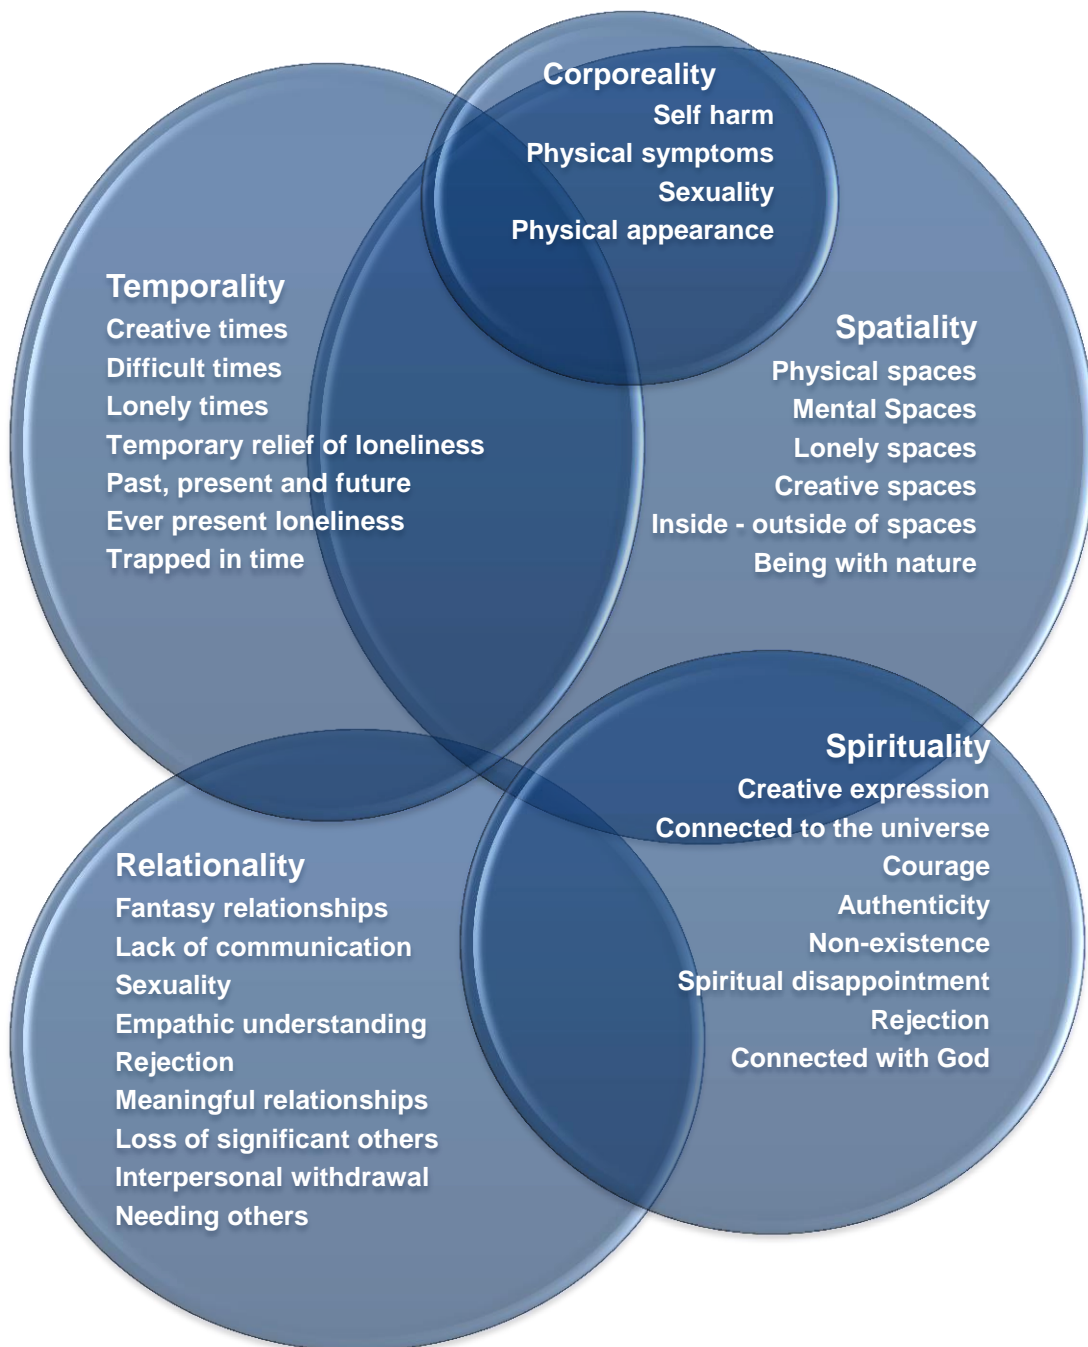 Corporeality
Self harm
Physical symptoms
Sexuality
Physical appearance
Temporality
Creative times
Difficult times
Lonely times
Temporary relief of loneliness
Past, present and future
Ever present loneliness
Trapped in time
Spatiality
Physical spaces
Mental Spaces
Lonely spaces
Creative spaces
Inside - outside of spaces
Being with nature
Spirituality
Creative expression
Connected to the universe
Courage
Authenticity
Non-existence
Spiritual disappointment
Rejection
Connected with God
Relationality
Fantasy relationships
Lack of communication
Sexuality
Empathic understanding
Rejection
Meaningful relationships
Loss of significant others
Interpersonal withdrawal
Needing others